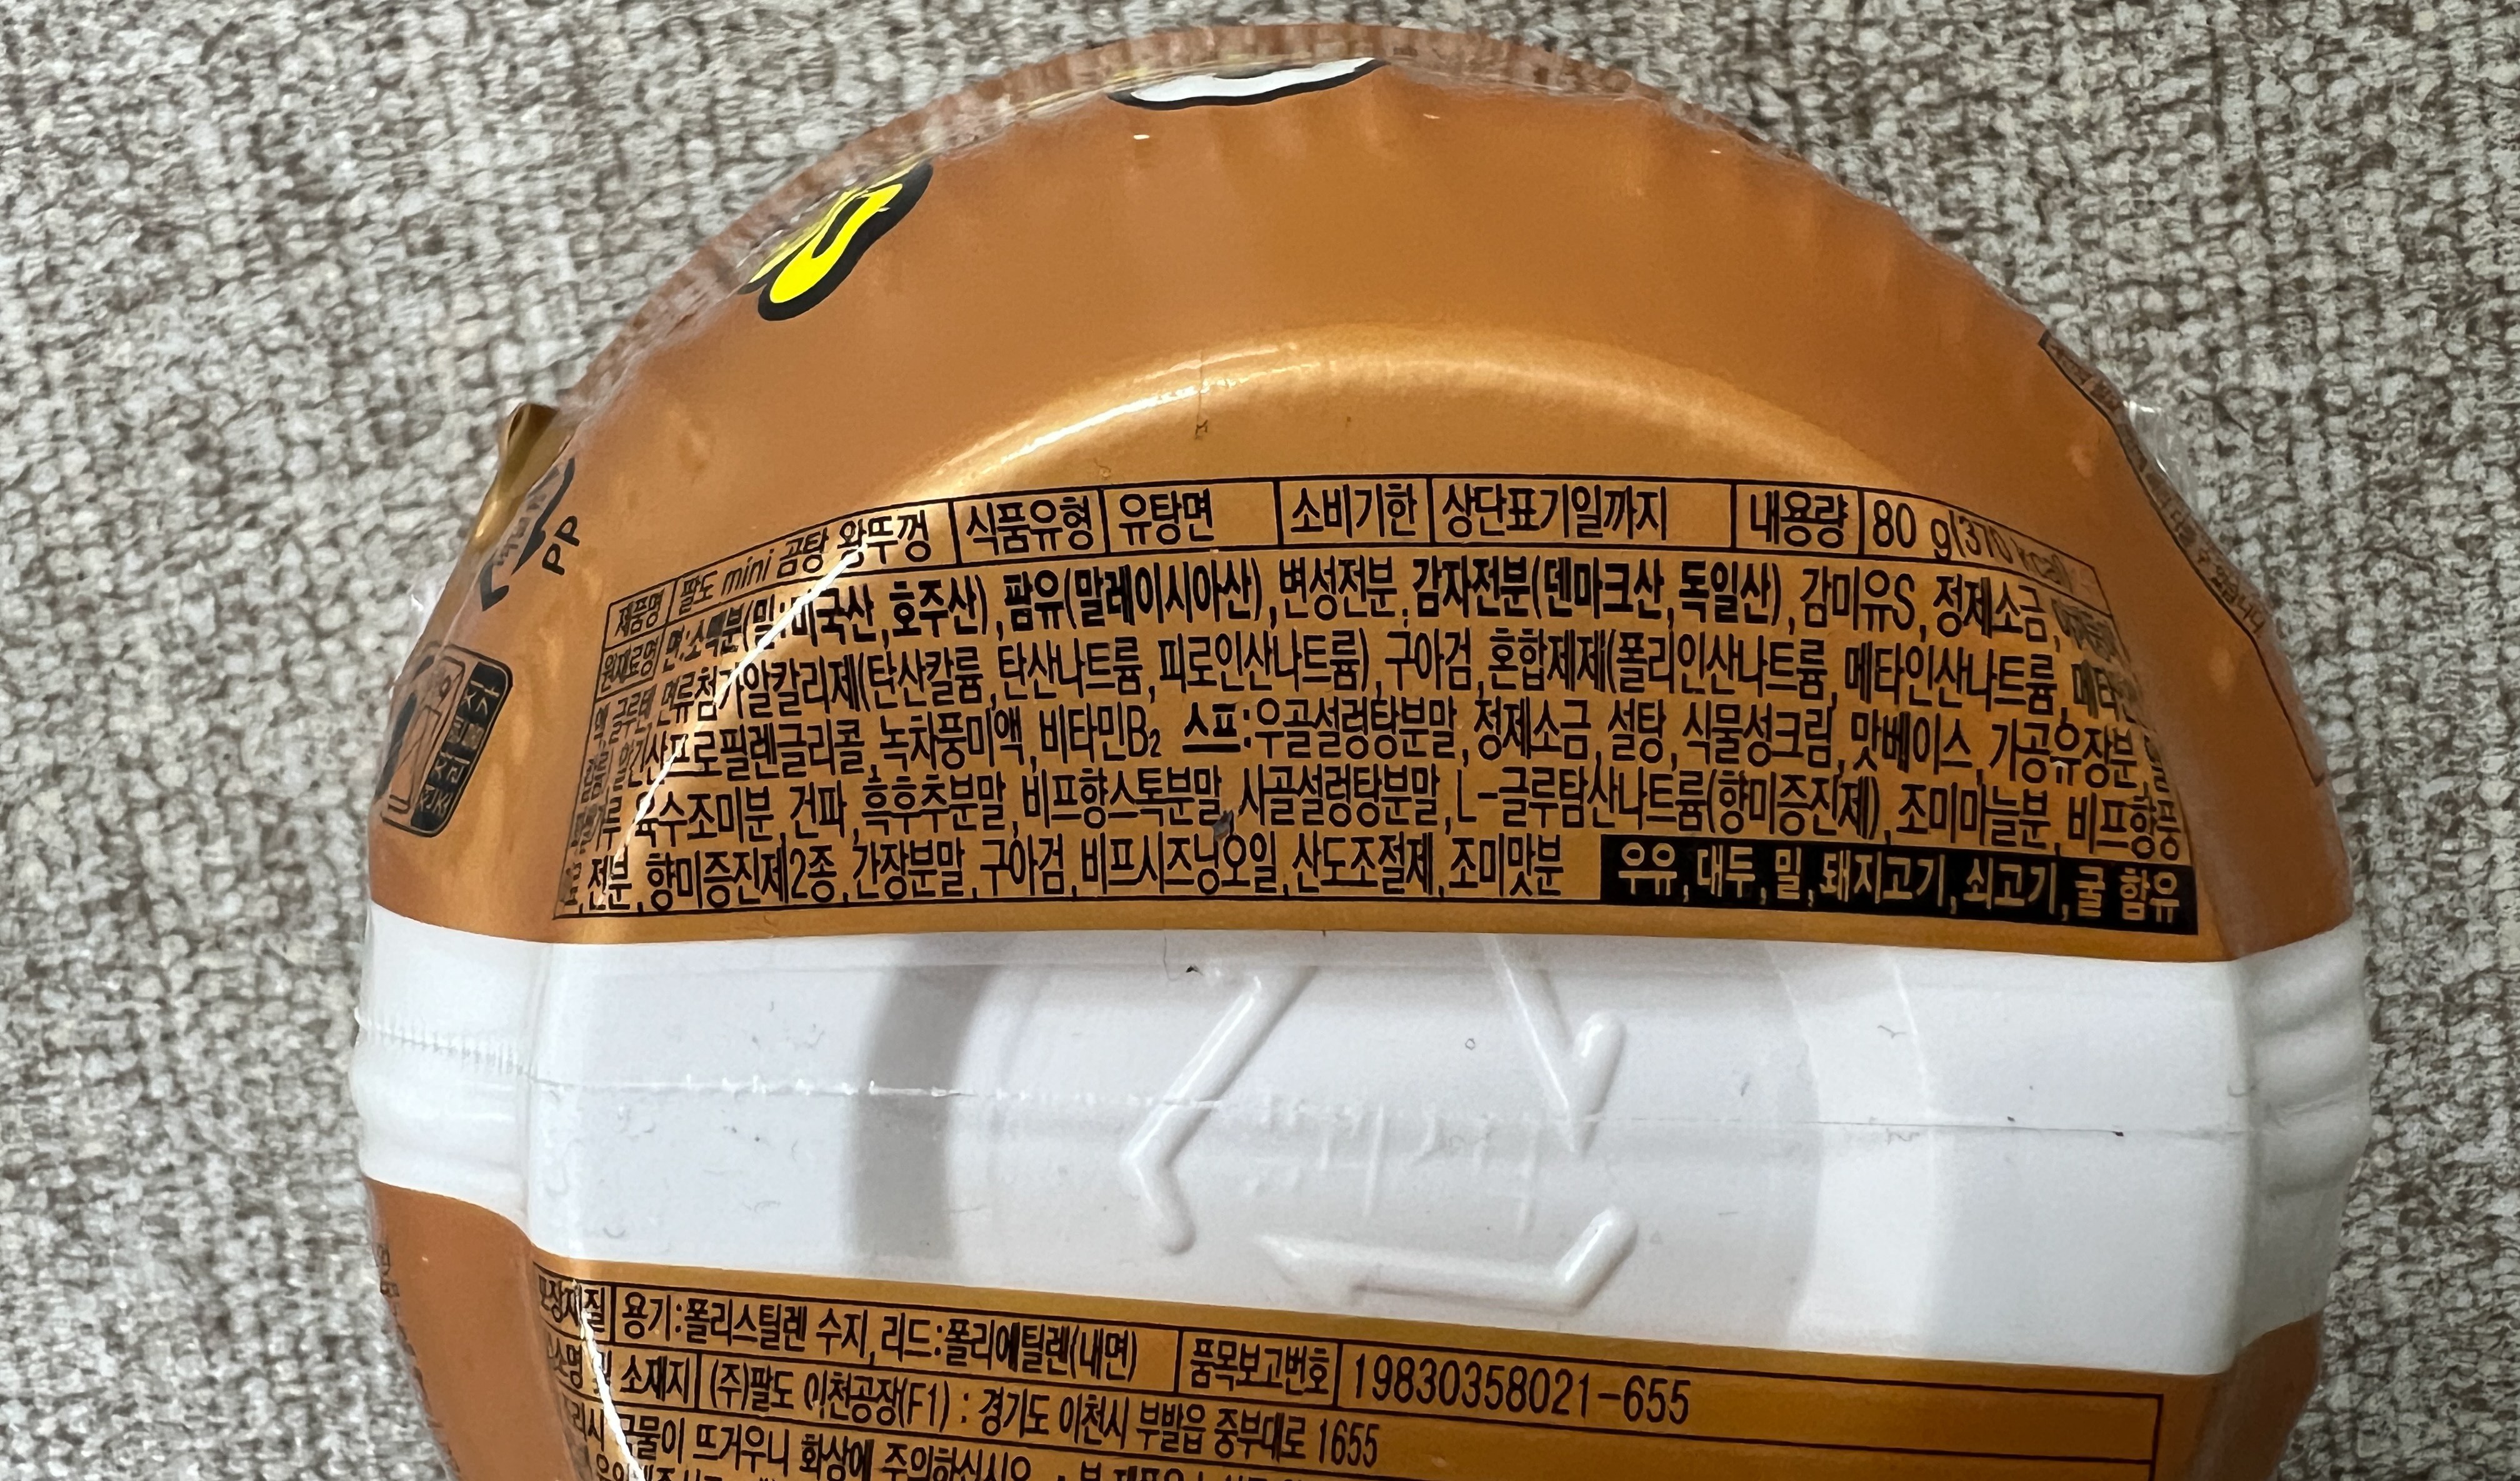 PP
제품명 팔도 mini 곰탕 왕뚜껑 식품유형 유탕면 소비기한 상단표기일까지 내용량 80 g(370 kcal)
원재료명 면:소맥분(밀:미국산,호주산),팜유(말레이시아산),변성전분,감자전분(덴마크산,독일산),감미유S,정제소금,
글루텐,면류첨가알칼리제(탄산칼륨,탄산나트륨,피로인산나트륨),구아검,혼합제제(폴리인산나트륨,메타인산나트륨,
프로필렌글리콜,녹차풍미액,비타민B₂ 스프:우골설렁탕분말,정제소금,설탕,식물성크림,맛베이스,가공유장분,
육수조미분,건파,흑후추분말,비프향스톡분말,사골설렁탕분말,L-글루탐산나트륨(향미증진제),조미마늘분,비프향풍
전분,향미증진제2종,간장분말,구아검,비프시즈닝오일,산도조절제,조미맛분 우유,대두,밀,돼지고기,쇠고기,굴 함유
용기:폴리스틸렌 수지,리드:폴리에틸렌(내면) 품목보고번호 19830358021-655
소재지 (주)팔도 이천공장(F1) : 경기도 이천시 부발읍 중부대로 1655
국물이 뜨거우니 화상에 주의하십시오